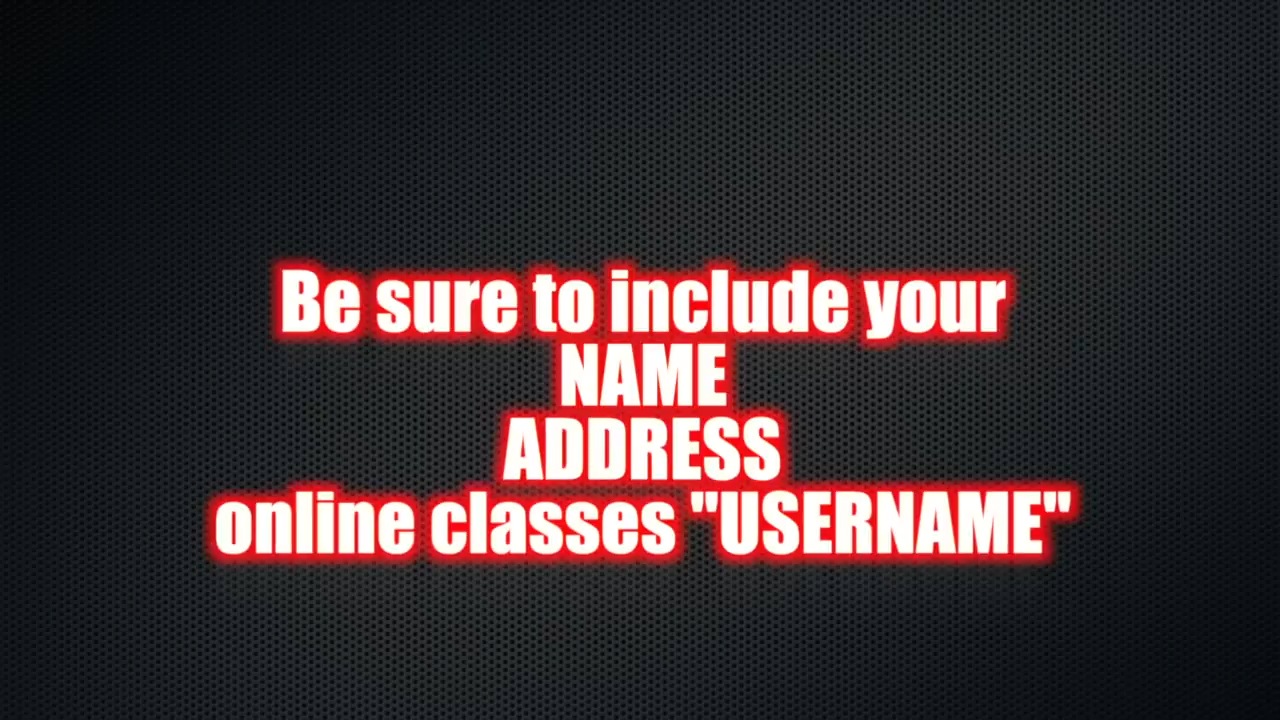 Be sure to include your
NAME
ADDRESS
online classes "USERNAME"